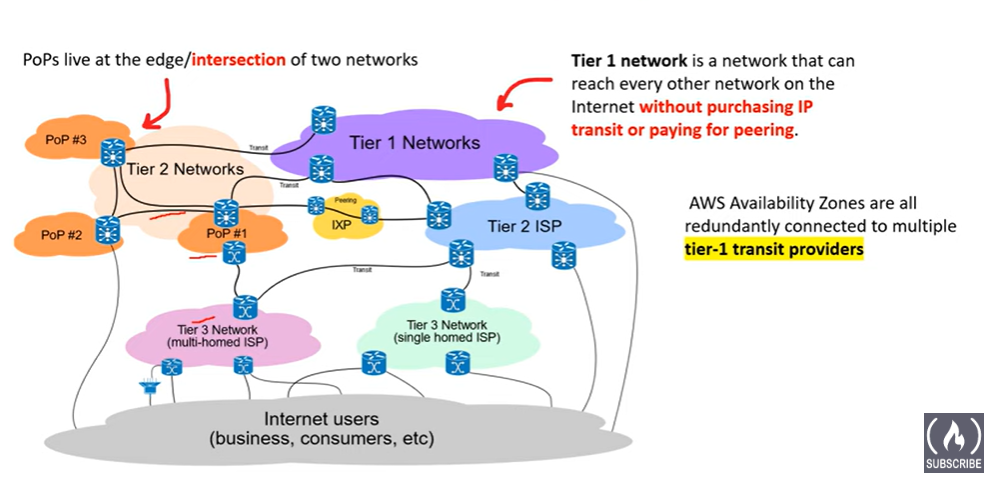 PoPs live at the edge/intersection of two networks
Tier 1 network is a network that can
reach every other network on the
Internet without purchasing IP
transit or paying for peering.
PoP #3
Transit
Tier 1 Networks
Tier 2 Networks
Transit
Peering
IXP
PoP #2
PoP #1
Tier 2 ISP
AWS Availability Zones are all
redundantly connected to multiple
tier-1 transit providers
Transit
Transit
Tier 3 Network
(multi-homed ISP)
Tier 3 Network
(single homed ISP)
Internet users
(business, consumers, etc)
SUBSCRIBE